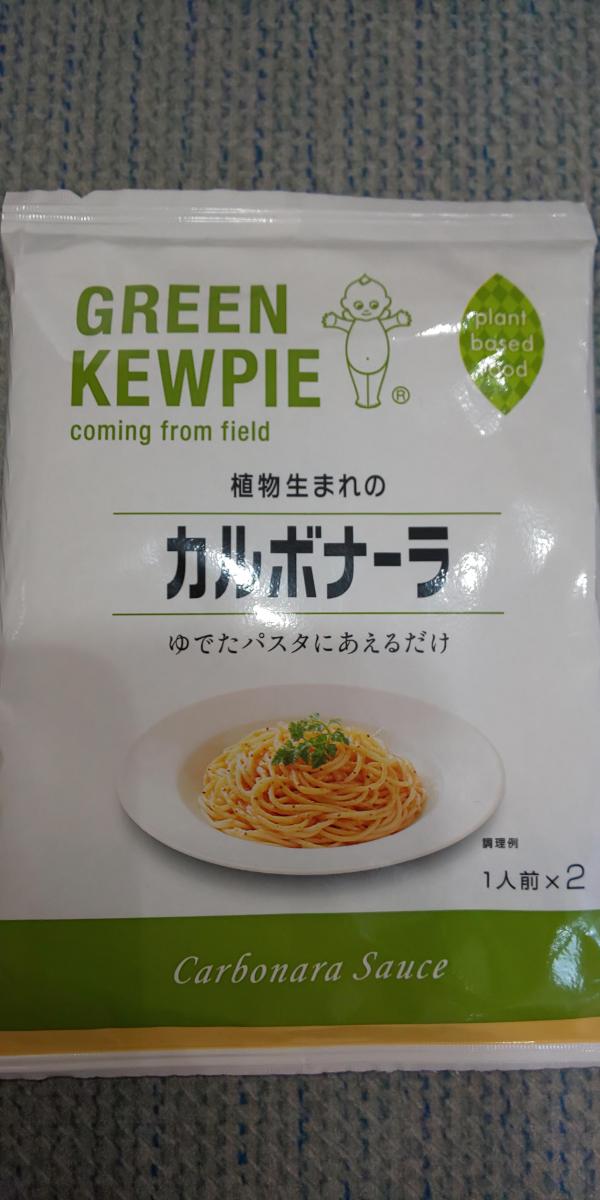 GREEN
KEWPIE
®
coming from field
plant
based
food
植物生まれの
カルボナーラ
ゆでたパスタにあえるだけ
調理例
1人前×2
Carbonara Sauce